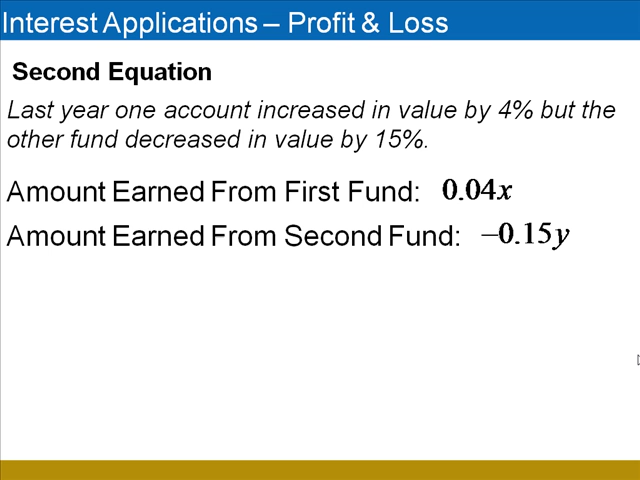 Interest Applications – Profit & Loss
Second Equation
Last year one account increased in value by 4% but the
other fund decreased in value by 15%.
Amount Earned From First Fund: 0.04x
Amount Earned From Second Fund: –0.15y